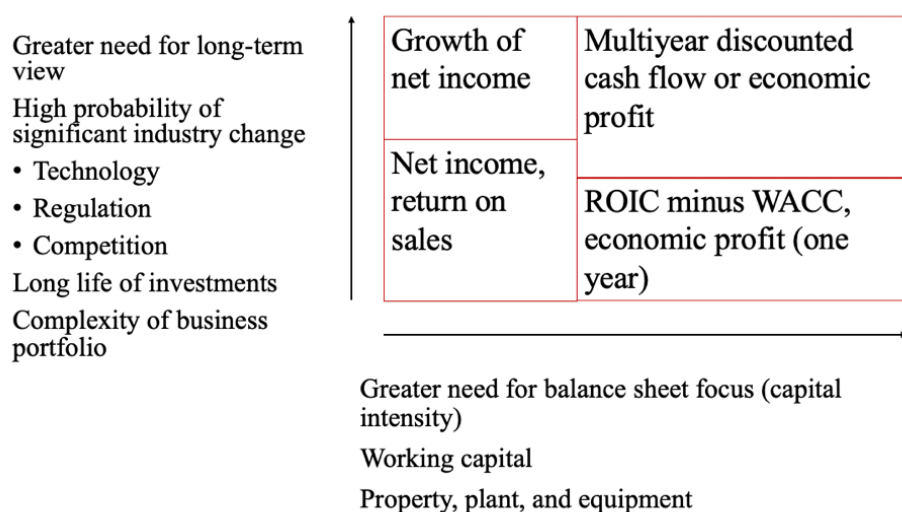 Greater need for long-term
view
High probability of
significant industry change
• Technology
• Regulation
• Competition
Long life of investments
Complexity of business
portfolio
Growth of
net income
Multiyear discounted
cash flow or economic
profit
Net income,
return on
sales
ROIC minus WACC,
economic profit (one
year)
Greater need for balance sheet focus (capital
intensity)
Working capital
Property, plant, and equipment